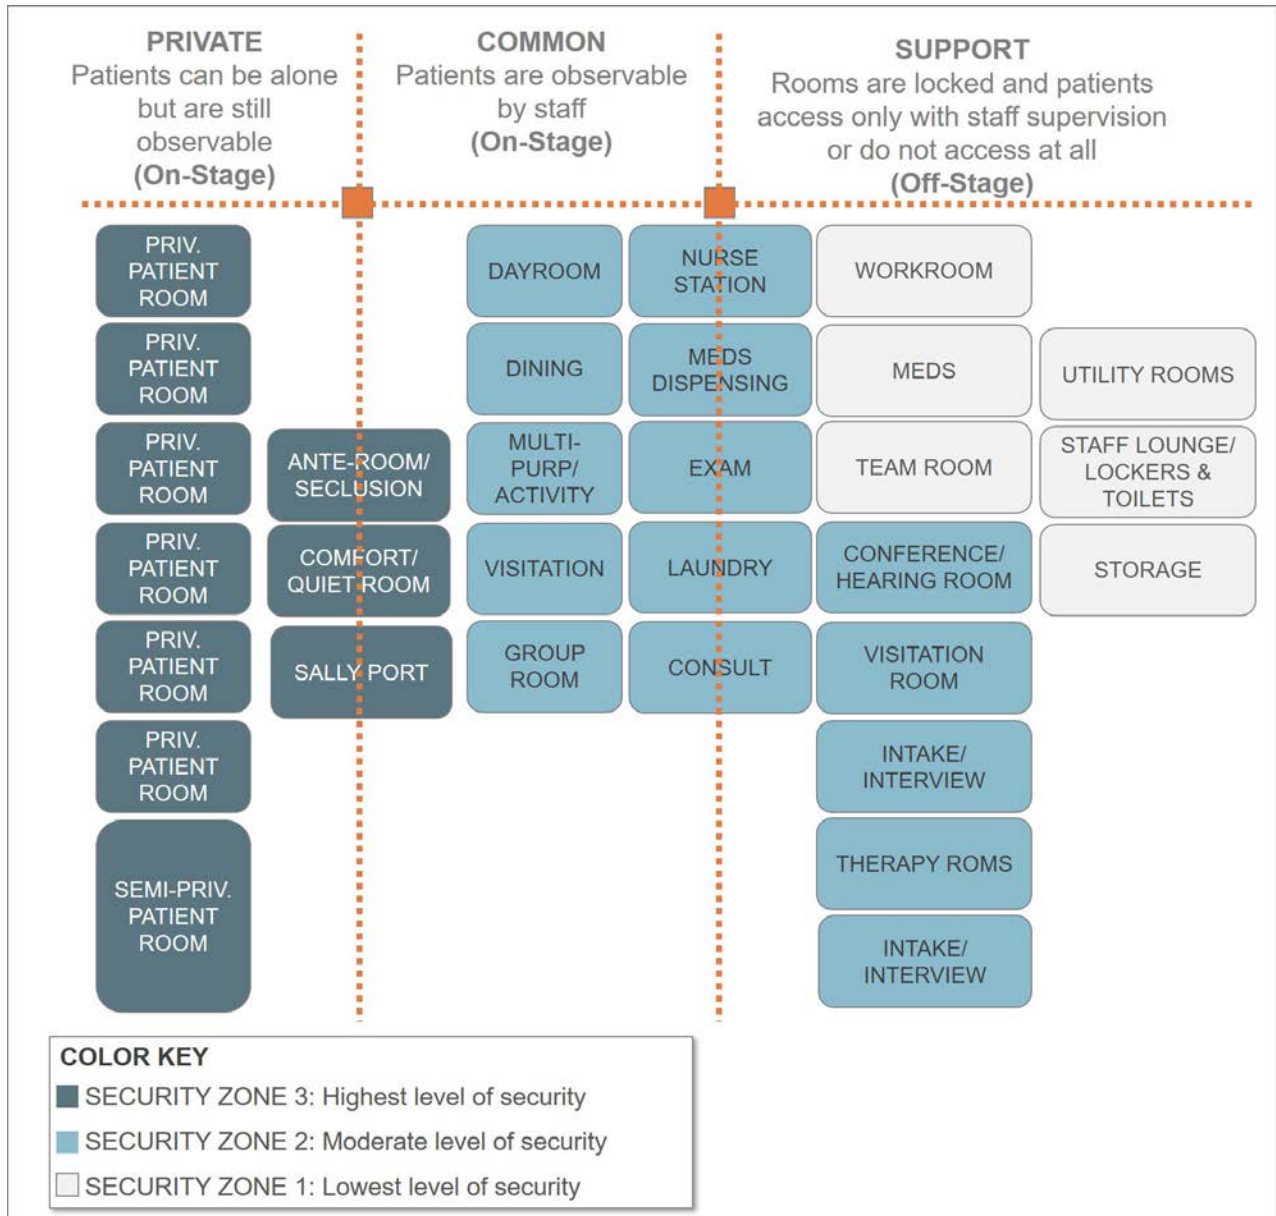 PRIVATE
Patients can be alone
but are still
observable
(On-Stage)
COMMON
Patients are observable
by staff
(On-Stage)
SUPPORT
Rooms are locked and patients
access only with staff supervision
or do not access at all
(Off-Stage)
PRIV.
PATIENT
ROOM
PRIV.
PATIENT
ROOM
PRIV.
PATIENT
ROOM
PRIV.
PATIENT
ROOM
PRIV.
PATIENT
ROOM
PRIV.
PATIENT
ROOM
SEMI-PRIV.
PATIENT
ROOM
ANTE-ROOM/
SECLUSION
COMFORT/
QUIET ROOM
SALLY PORT
DAYROOM
DINING
MULTI-
PURP/
ACTIVITY
VISITATION
GROUP
ROOM
NURSE
STATION
MEDS
DISPENSING
EXAM
LAUNDRY
CONSULT
WORKROOM
MEDS
TEAM ROOM
CONFERENCE/
HEARING ROOM
VISITATION
ROOM
INTAKE/
INTERVIEW
THERAPY ROMS
INTAKE/
INTERVIEW
UTILITY ROOMS
STAFF LOUNGE/
LOCKERS &
TOILETS
STORAGE
COLOR KEY
SECURITY ZONE 3: Highest level of security
SECURITY ZONE 2: Moderate level of security
SECURITY ZONE 1: Lowest level of security